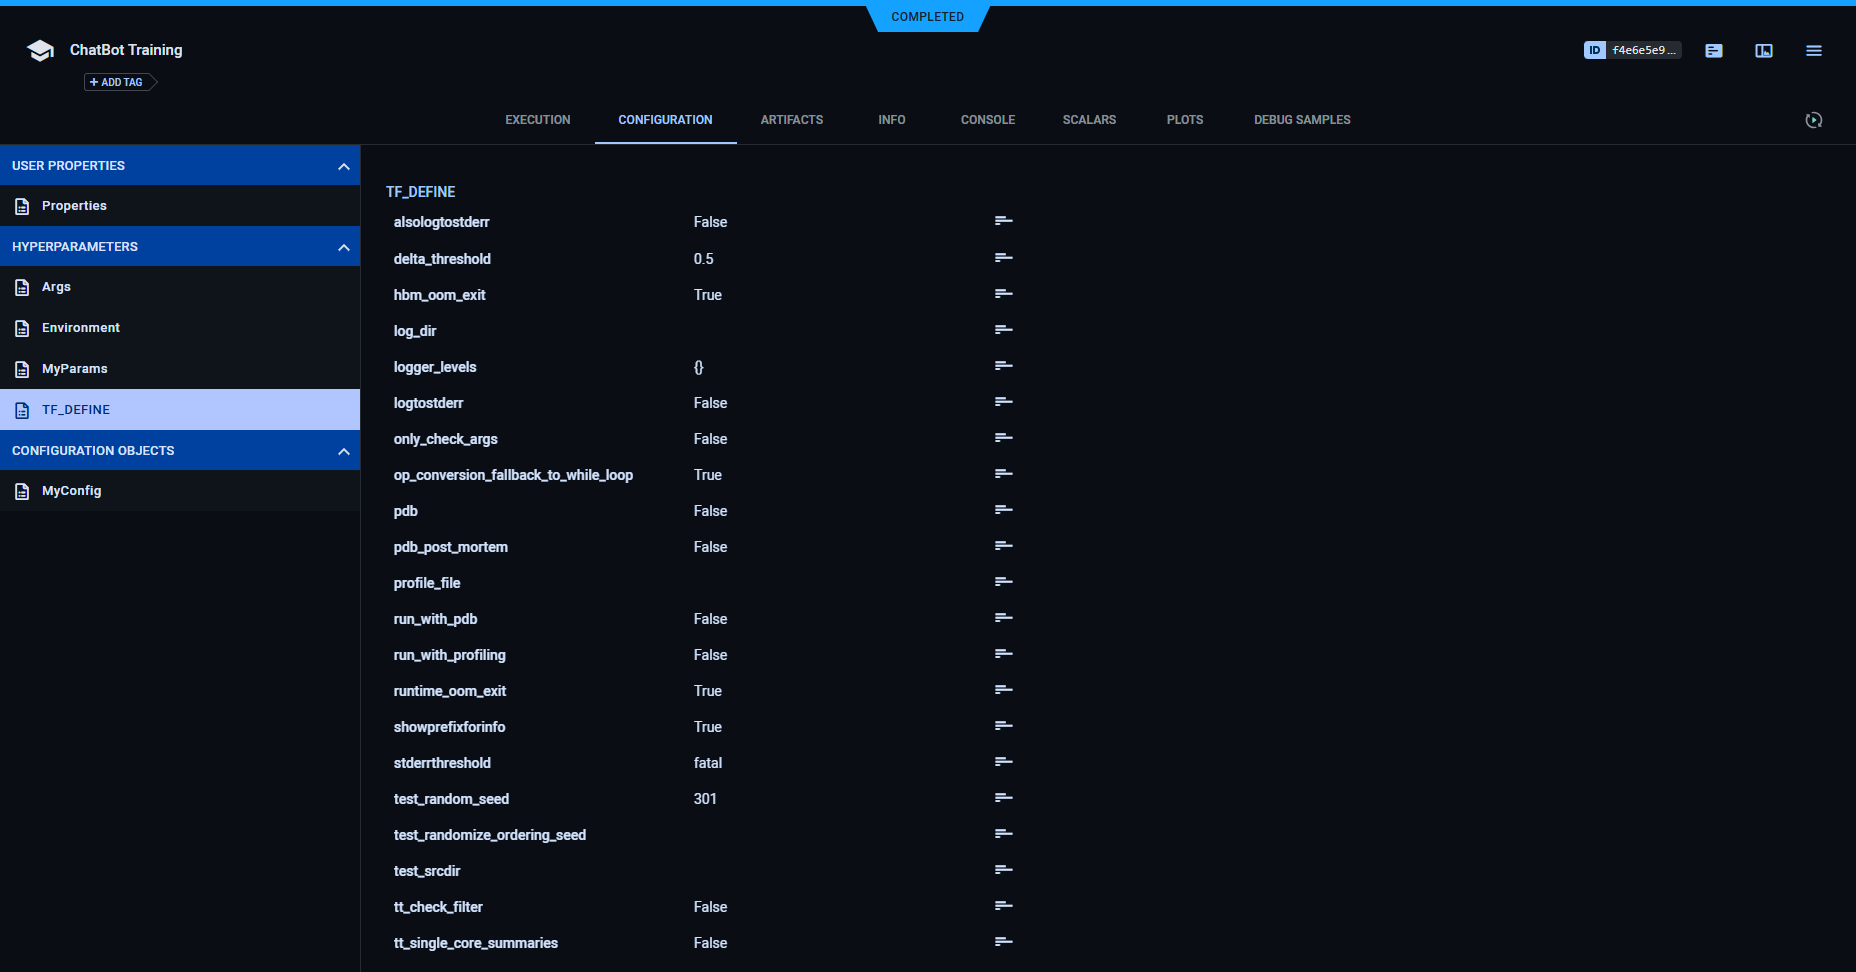 COMPLETED
ChatBot Training
ID f4e6e5e9...
+ ADD TAG
EXECUTION CONFIGURATION ARTIFACTS INFO CONSOLE SCALARS PLOTS DEBUG SAMPLES
USER PROPERTIES
Properties
HYPERPARAMETERS
Args
Environment
MyParams
TF_DEFINE
CONFIGURATION OBJECTS
MyConfig
TF_DEFINE
alsologtostderr False
delta_threshold 0.5
hbm_oom_exit True
log_dir
logger_levels {}
logtostderr False
only_check_args False
op_conversion_fallback_to_while_loop True
pdb False
pdb_post_mortem False
profile_file
run_with_pdb False
run_with_profiling False
runtime_oom_exit True
showprefixforinfo True
stderrthreshold fatal
test_random_seed 301
test_randomize_ordering_seed
test_srcdir
tt_check_filter False
tt_single_core_summaries False